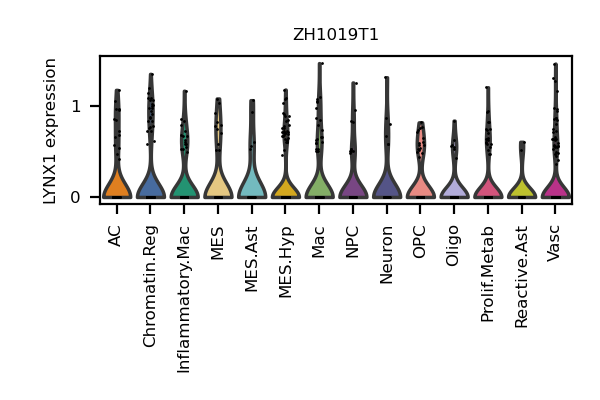 ZH1019T1
LYNX1 expression
1
0
AC
Chromatin.Reg
Inflammatory.Mac
MES
MES.Ast
MES.Hyp
Mac
NPC
Neuron
OPC
Oligo
Prolif.Metab
Reactive.Ast
Vasc